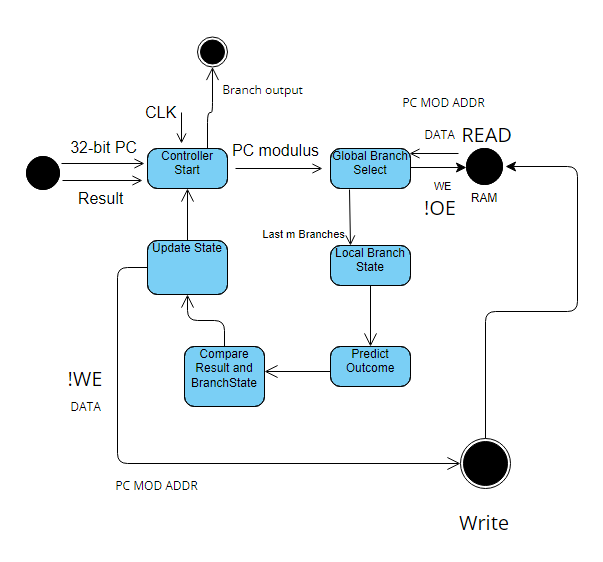 Branch output
CLK
PC MOD ADDR
32-bit PC
Controller
Start
PC modulus
Global Branch
Select
DATA
READ
Result
WE
!OE
RAM
Last m Branches
Update State
Local Branch
State
!WE
DATA
Compare
Result and
BranchState
Predict
Outcome
PC MOD ADDR
Write